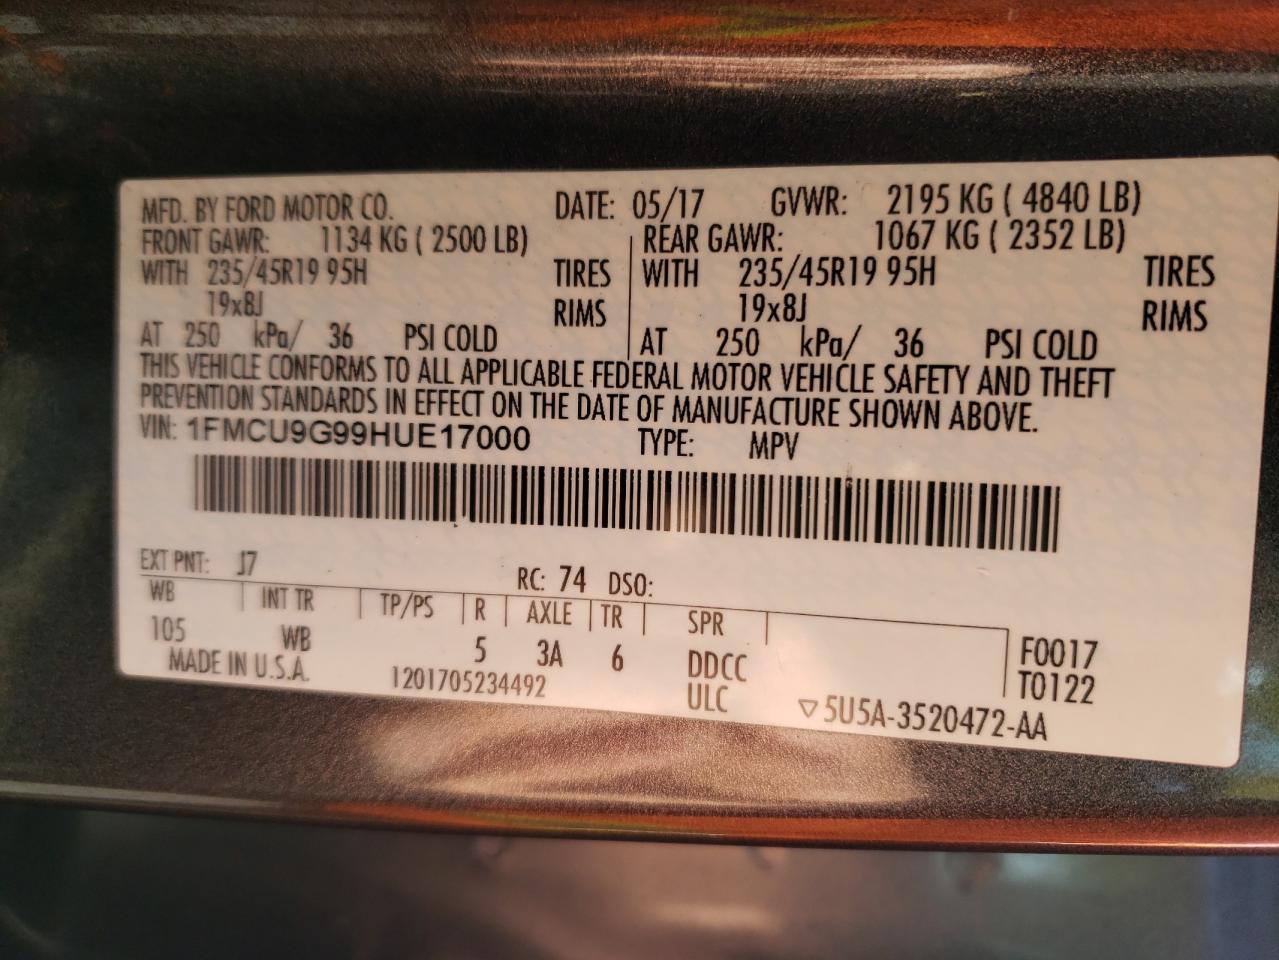 MFD. BY FORD MOTOR CO. DATE: 05/17 GVWR: 2195 KG ( 4840 LB)
FRONT GAWR: 1134 KG ( 2500 LB) REAR GAWR: 1067 KG ( 2352 LB)
WITH 235/45R19 95H TIRES WITH 235/45R19 95H TIRES
19x8J RIMS 19x8J RIMS
AT 250 kPa/ 36 PSI COLD AT 250 kPa/ 36 PSI COLD
THIS VEHICLE CONFORMS TO ALL APPLICABLE FEDERAL MOTOR VEHICLE SAFETY AND THEFT
PREVENTION STANDARDS IN EFFECT ON THE DATE OF MANUFACTURE SHOWN ABOVE.
VIN: 1FMCU9G99HUE17000 TYPE: MPV
EXT PNT: J7 RC: 74 DSO:
WB INT TR TP/PS R AXLE TR SPR
105 WB 5 3A 6 DDCC F0017
MADE IN U.S.A. 1201705234492 ULC T0122
▽5U5A-3520472-AA